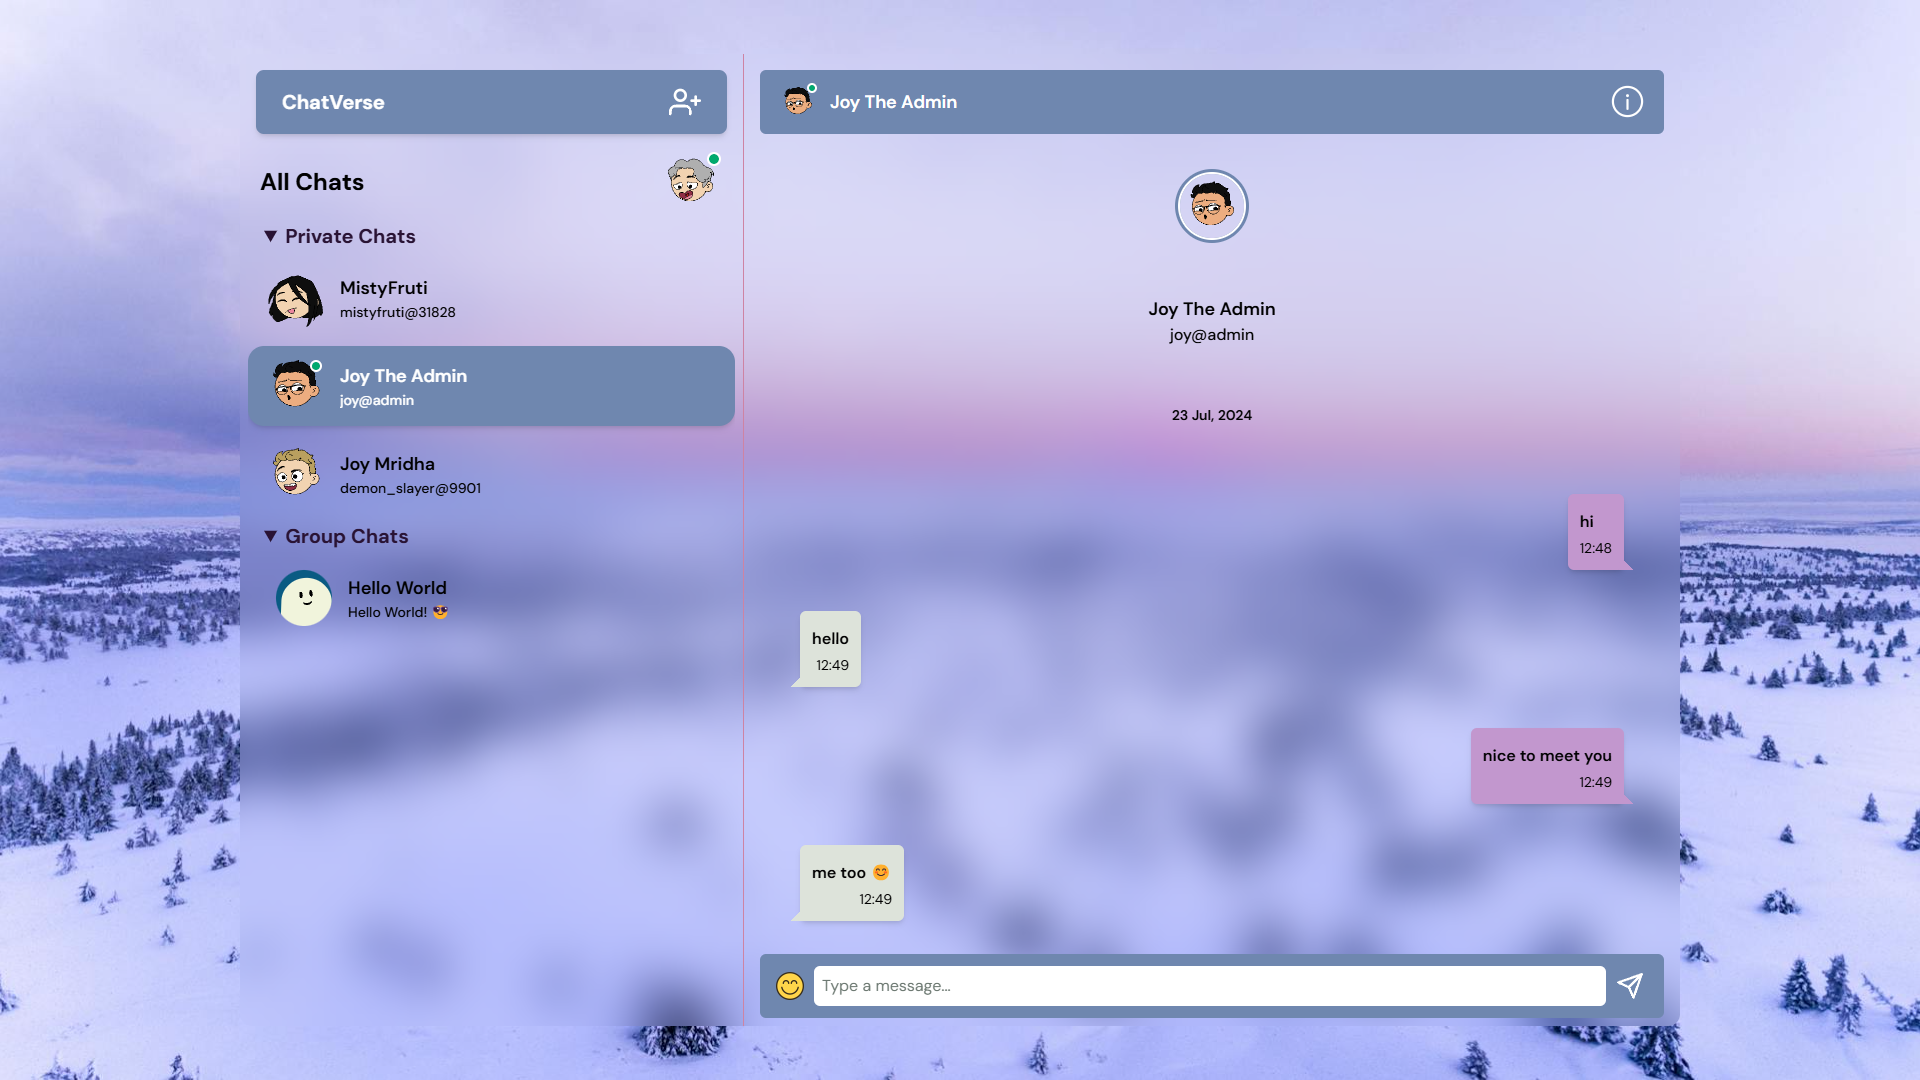 ChatVerse
All Chats
Private Chats
MistyFruti
mistyfruti@31828
Joy The Admin
joy@admin
Joy Mridha
demon_slayer@9901
Group Chats
Hello World
Hello World! 😎
Joy The Admin
Joy The Admin
joy@admin
23 Jul, 2024
hi
12:48
hello
12:49
nice to meet you
12:49
me too 😊
12:49
Type a message...